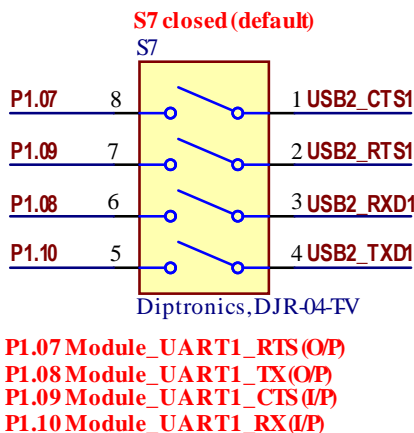 S7 closed (default)
S7
P1.07 8 1 USB2_CTS1
P1.09 7 2 USB2_RTS1
P1.08 6 3 USB2_RXD1
P1.10 5 4 USB2_TXD1
Diptronics,DJR-04-T-V
P1.07 Module_UART1_RTS(O/P)
P1.08 Module_UART1_TX(O/P)
P1.09 Module_UART1_CTS(I/P)
P1.10 Module_UART1_RX(I/P)